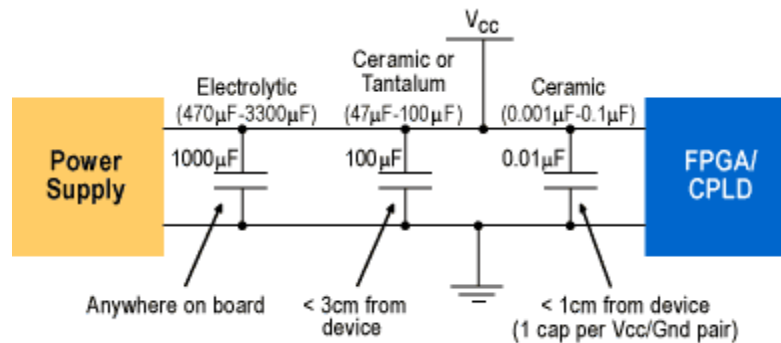 V_CC
Ceramic or
Tantalum
Electrolytic
Ceramic
(470µF-3300µF)
(47µF-100µF)
(0.001µF-0.1µF)
Power
Supply
1000µF
100µF
0.01µF
FPGA/
CPLD
Anywhere on board
< 3cm from
device
< 1cm from device
(1 cap per Vcc/Gnd pair)